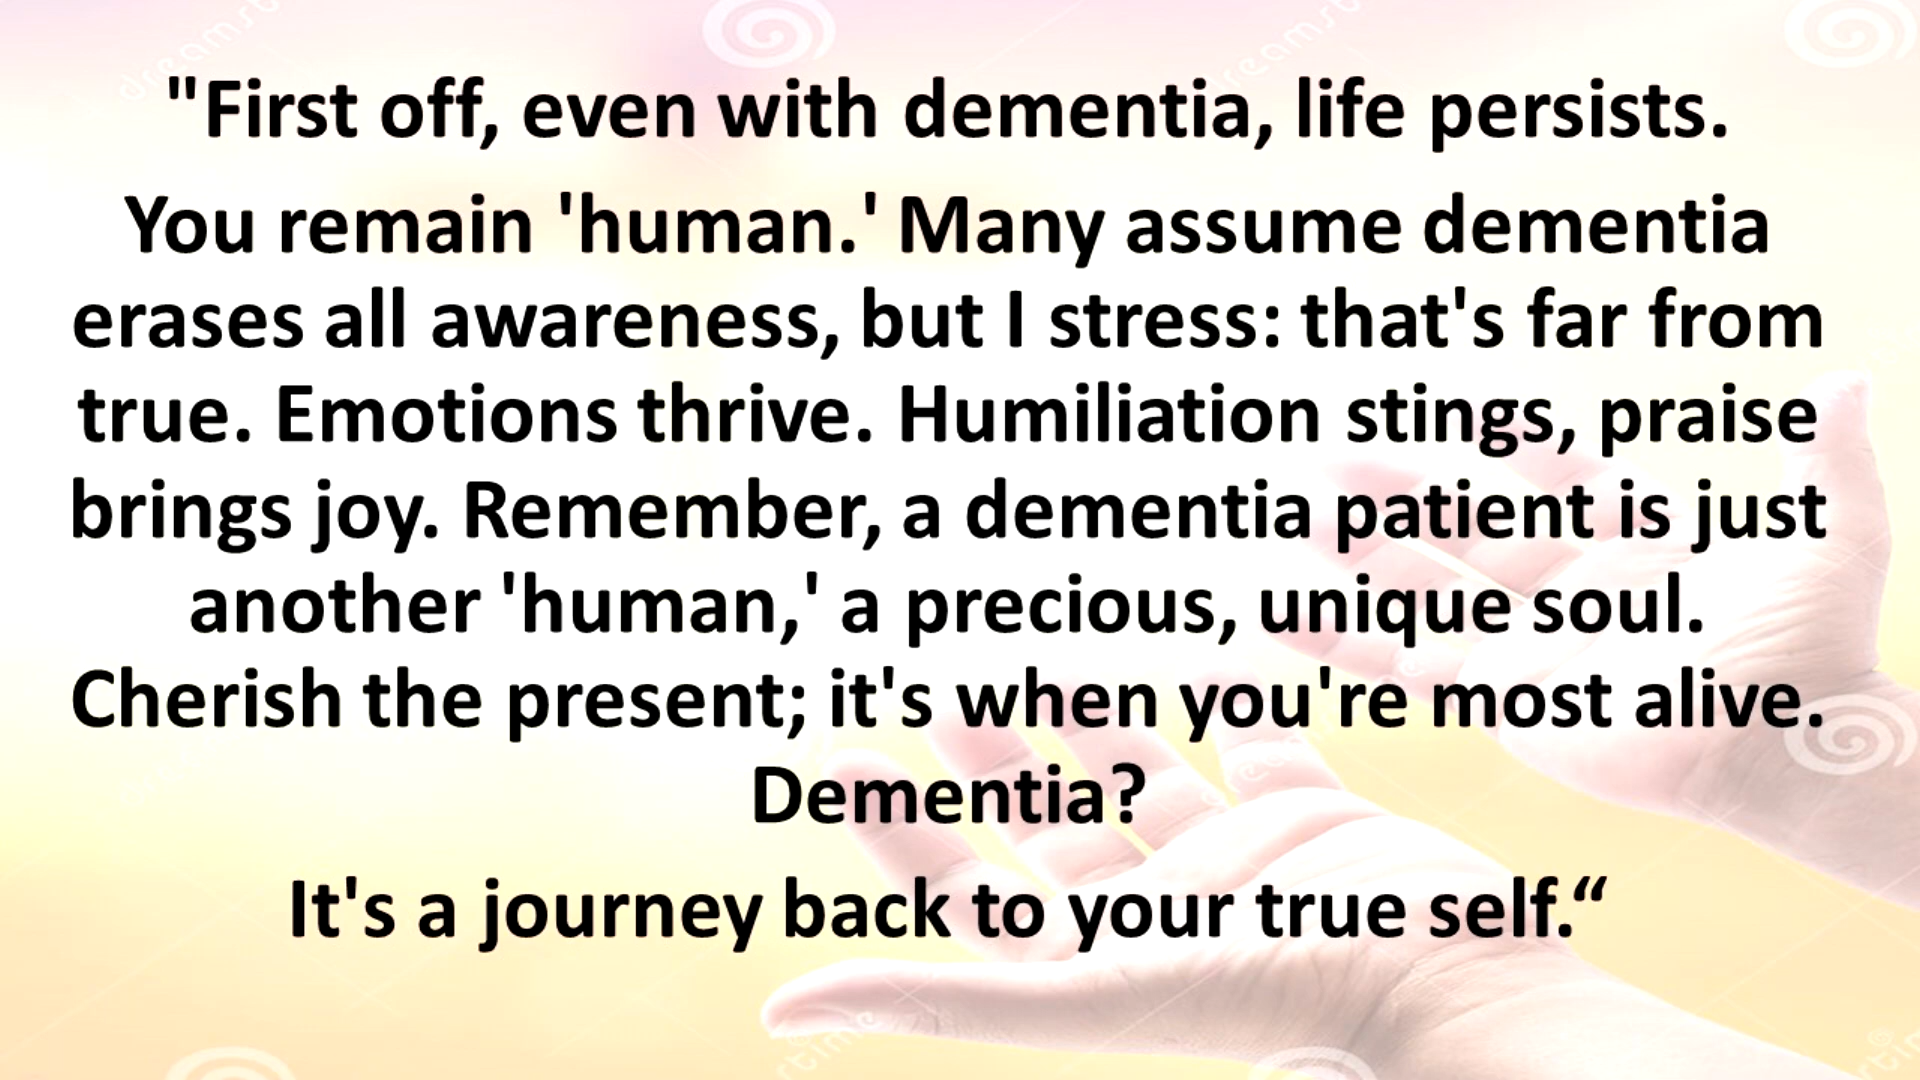 "First off, even with dementia, life persists.
You remain 'human.' Many assume dementia
erases all awareness, but I stress: that's far from
true. Emotions thrive. Humiliation stings, praise
brings joy. Remember, a dementia patient is just
another 'human,' a precious, unique soul.
Cherish the present; it's when you're most alive.
Dementia?
It's a journey back to your true self.“